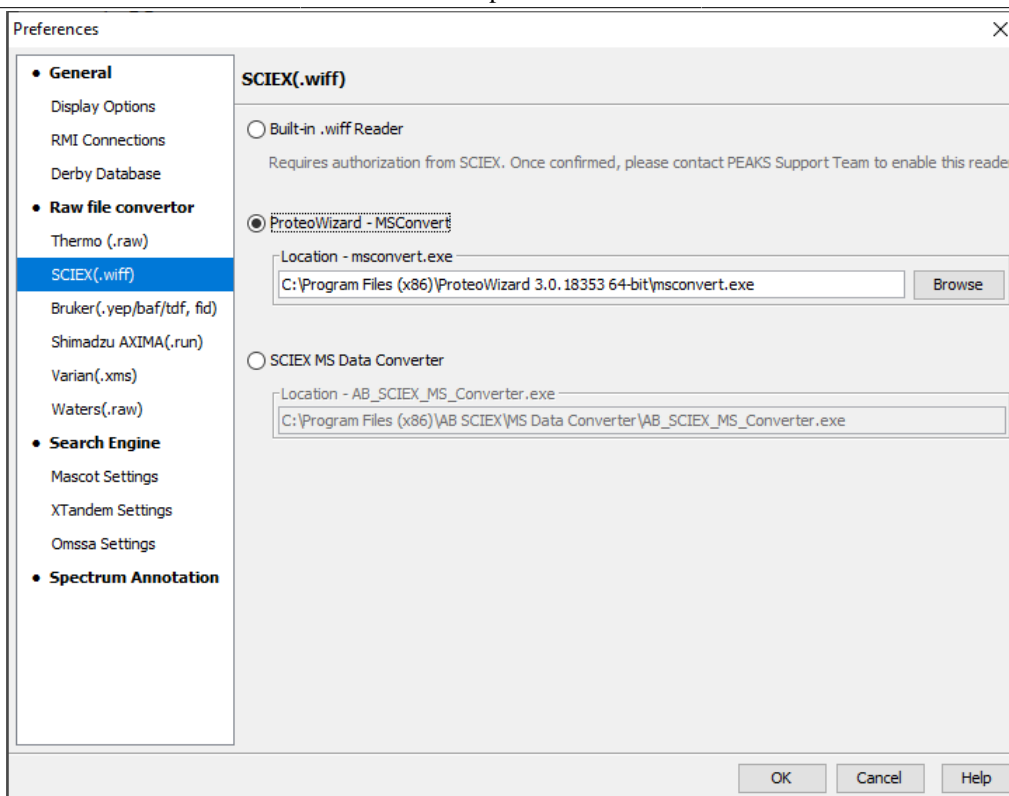 Preferences
• General
Display Options
RMI Connections
Derby Database
• Raw file convertor
Thermo (.raw)
SCIEX(.wiff)
Bruker(.yep/baf/tdf, fid)
Shimadzu AXIMA(.run)
Varian(.xms)
Waters(.raw)
• Search Engine
Mascot Settings
XTandem Settings
Omssa Settings
• Spectrum Annotation
SCIEX(.wiff)
Built-in .wiff Reader
Requires authorization from SCIEX. Once confirmed, please contact PEAKS Support Team to enable this reade
ProteoWizard - MSConvert
Location - msconvert.exe
C:\Program Files (x86)\ProteoWizard 3.0.18353 64-bit\msconvert.exe
Browse
SCIEX MS Data Converter
Location - AB_SCIEX_MS_Converter.exe
C:\Program Files (x86)\AB SCIEX\MS Data Converter\AB_SCIEX_MS_Converter.exe
OK Cancel Help